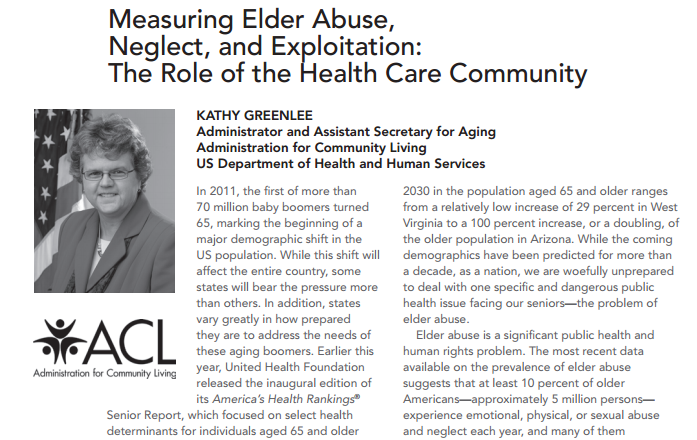 Measuring Elder Abuse,
Neglect, and Exploitation:
The Role of the Health Care Community
KATHY GREENLEE
Administrator and Assistant Secretary for Aging
Administration for Community Living
US Department of Health and Human Services
ACL
Administration for Community Living
In 2011, the first of more than
70 million baby boomers turned
65, marking the beginning of a
major demographic shift in the
US population. While this shift will
affect the entire country, some
states will bear the pressure more
than others. In addition, states
vary greatly in how prepared
they are to address the needs of
these aging boomers. Earlier this
year, United Health Foundation
released the inaugural edition of
its America's Health Rankings®
Senior Report, which focused on select health
determinants for individuals aged 65 and older
2030 in the population aged 65 and older ranges
from a relatively low increase of 29 percent in West
Virginia to a 100 percent increase, or a doubling, of
the older population in Arizona. While the coming
demographics have been predicted for more than
a decade, as a nation, we are woefully unprepared
to deal with one specific and dangerous public
health issue facing our seniors—the problem of
elder abuse.
Elder abuse is a significant public health and
human rights problem. The most recent data
available on the prevalence of elder abuse
suggests that at least 10 percent of older
Americans—approximately 5 million persons—
experience emotional, physical, or sexual abuse
and neglect each year, and many of them